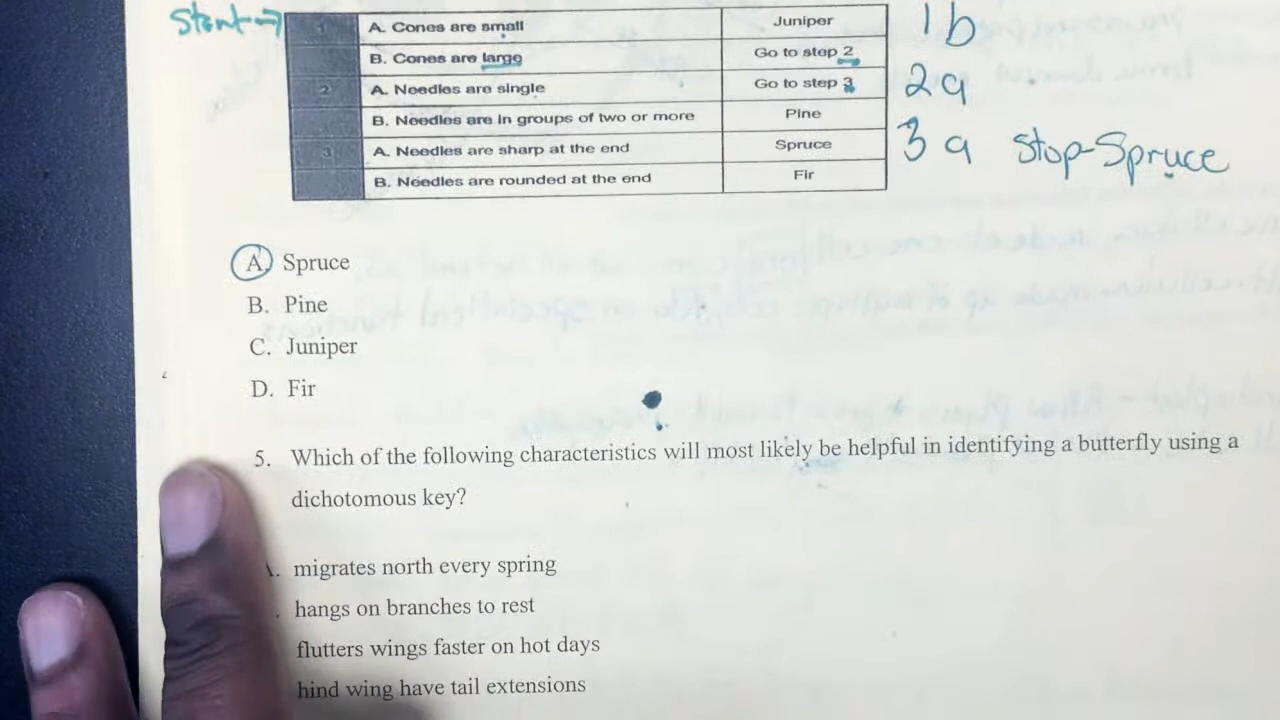 Start→ 1 A. Cones are small Juniper 1b
B. Cones are large Go to step 2
2 A. Needles are single Go to step 3 2a
B. Needles are in groups of two or more Pine
3 A. Needles are sharp at the end Spruce 3a Stop-Spruce
B. Needles are rounded at the end Fir
A. Spruce
B. Pine
C. Juniper
D. Fir
5. Which of the following characteristics will most likely be helpful in identifying a butterfly using a
dichotomous key?
migrates north every spring
hangs on branches to rest
flutters wings faster on hot days
hind wing have tail extensions